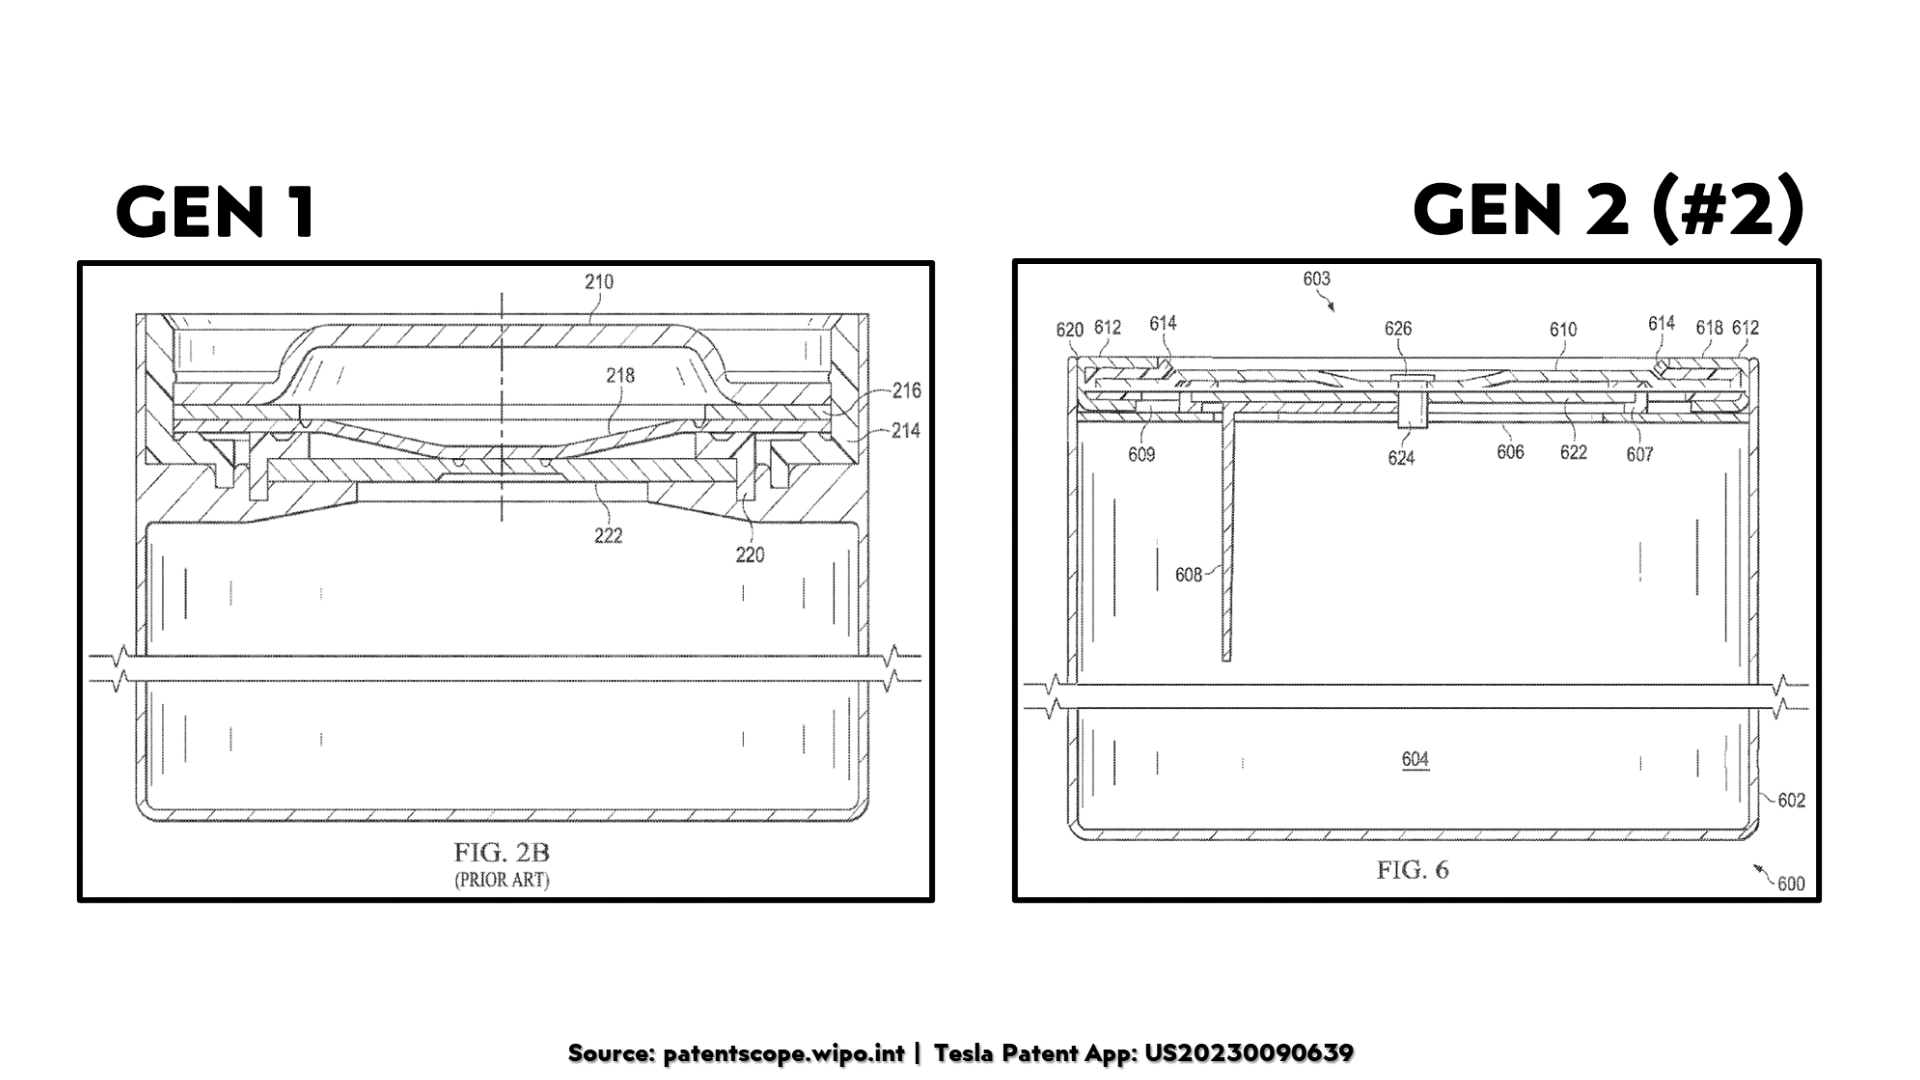 GEN 1
GEN 2 (#2)
210
218
216
214
222
220
FIG. 2B
(PRIOR ART)
603
620 612 614 626 610 614 618 612
609 624 606 622 607
608
604
602
FIG. 6
600
Source: patentscope.wipo.int | Tesla Patent App: US20230090639